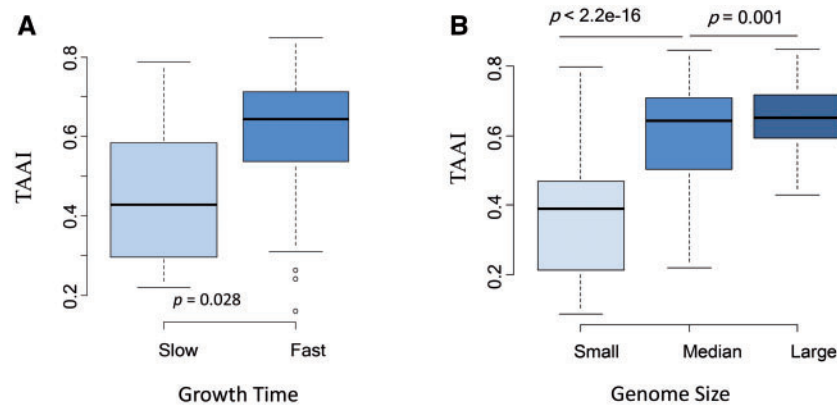 A
TAAI
0.8
0.6
0.4
0.2
p = 0.028
Slow Fast
Growth Time
B
p < 2.2e-16 p = 0.001
TAAI
0.8
0.6
0.4
0.2
Small Median Large
Genome Size